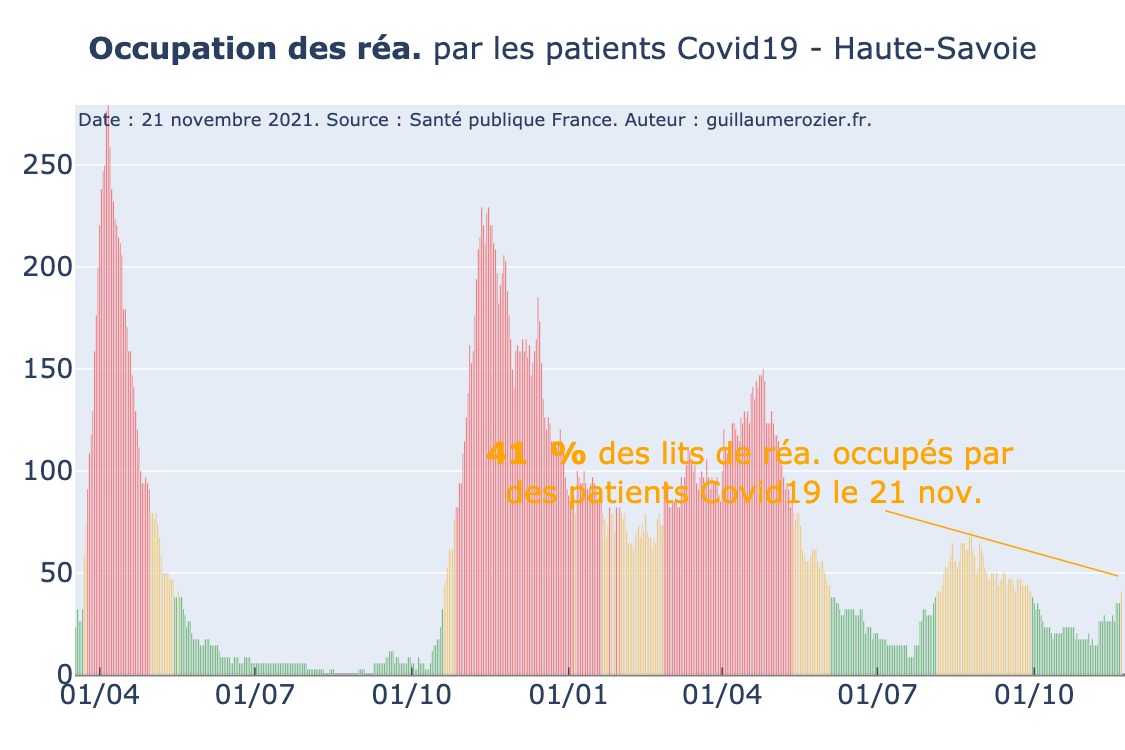 Occupation des réa. par les patients Covid19 - Haute-Savoie
Date : 21 novembre 2021. Source : Santé publique France. Auteur : guillaumerozier.fr.
250
200
150
100
50
0
41 % des lits de réa. occupés par
des patients Covid19 le 21 nov.
01/04 01/07 01/10 01/01 01/04 01/07 01/10